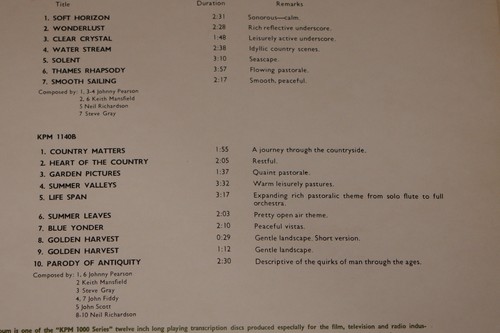 Title Duration Remarks
1. SOFT HORIZON 2:31 Sonorous—calm.
2. WONDERLUST 2:28 Rich reflective underscore.
3. CLEAR CRYSTAL 1:48 Leisurely active underscore.
4. WATER STREAM 2:38 Idyllic country scenes.
5. SOLENT 3:10 Seascape.
6. THAMES RHAPSODY 3:57 Flowing pastorale.
7. SMOOTH SAILING 2:17 Smooth, peaceful.
Composed by: 1, 3-4 Johnny Pearson
2, 6 Keith Mansfield
5 Neil Richardson
7 Steve Gray
KPM 1140B
1. COUNTRY MATTERS 1:55 A journey through the countryside.
2. HEART OF THE COUNTRY 2:05 Restful.
3. GARDEN PICTURES 1:37 Quaint pastorale.
4. SUMMER VALLEYS 3:32 Warm leisurely pastures.
5. LIFE SPAN 3:17 Expanding rich pastoralic theme from solo flute to full
orchestra.
6. SUMMER LEAVES 2:03 Pretty open air theme.
7. BLUE YONDER 2:10 Peaceful vistas.
8. GOLDEN HARVEST 0:29 Gentle landscape. Short version.
9. GOLDEN HARVEST 1:12 Gentle landscape.
10. PARODY OF ANTIQUITY 2:30 Descriptive of the quirks of man through the ages.
Composed by: 1, 6 Johnny Pearson
2 Keith Mansfield
3 Steve Gray
4, 7 John Fiddy
5 John Scott
8-10 Neil Richardson
is one of the "KPM 1000 Series" twelve inch long playing transcription discs produced especially for the film, television and radio indus-